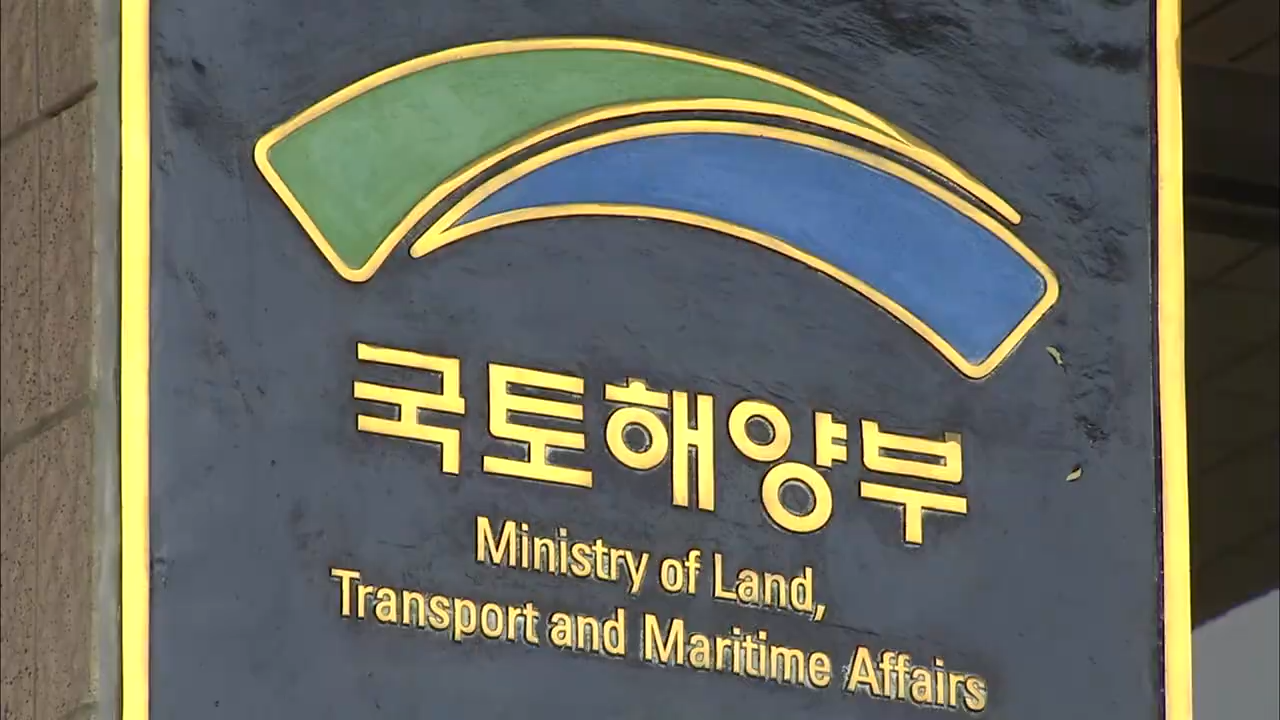 국토해양부
Ministry of Land,
Transport and Maritime Affairs